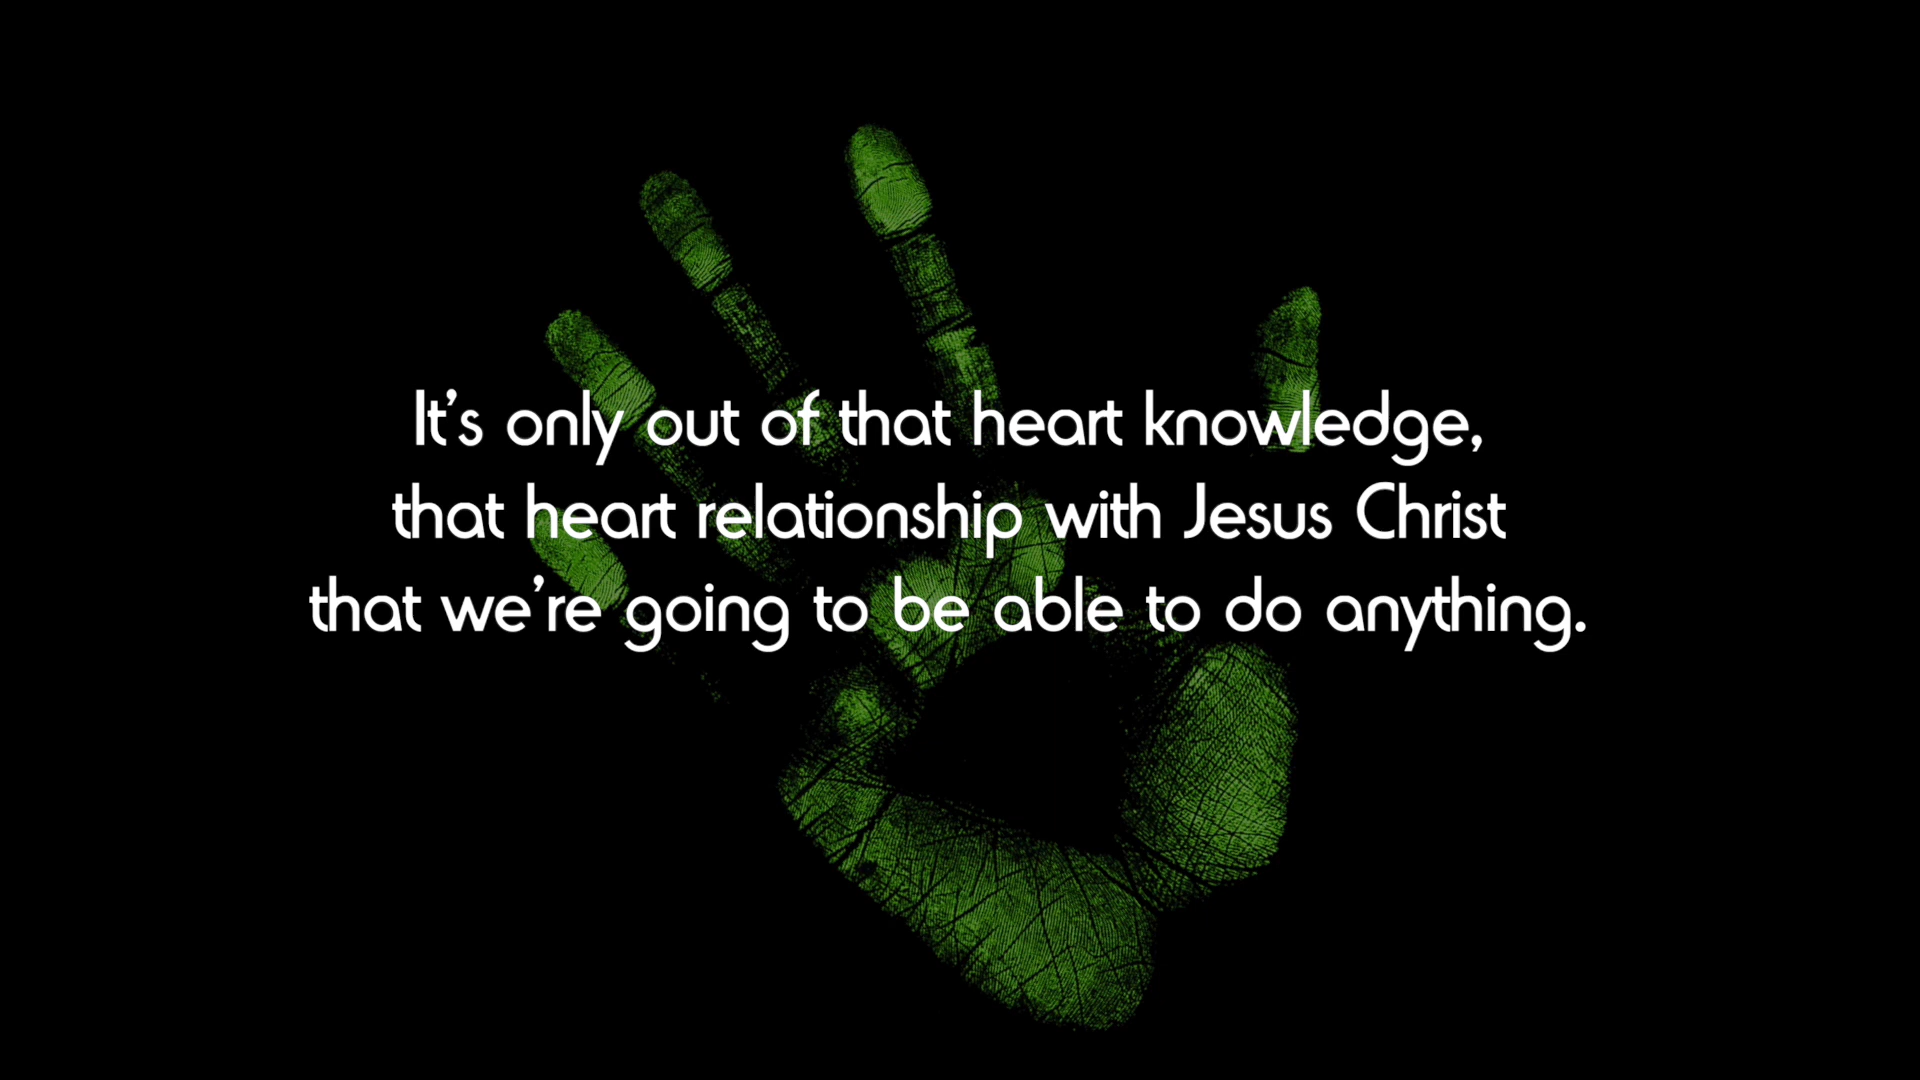 It’s only out of that heart knowledge,
that heart relationship with Jesus Christ
that we’re going to be able to do anything.